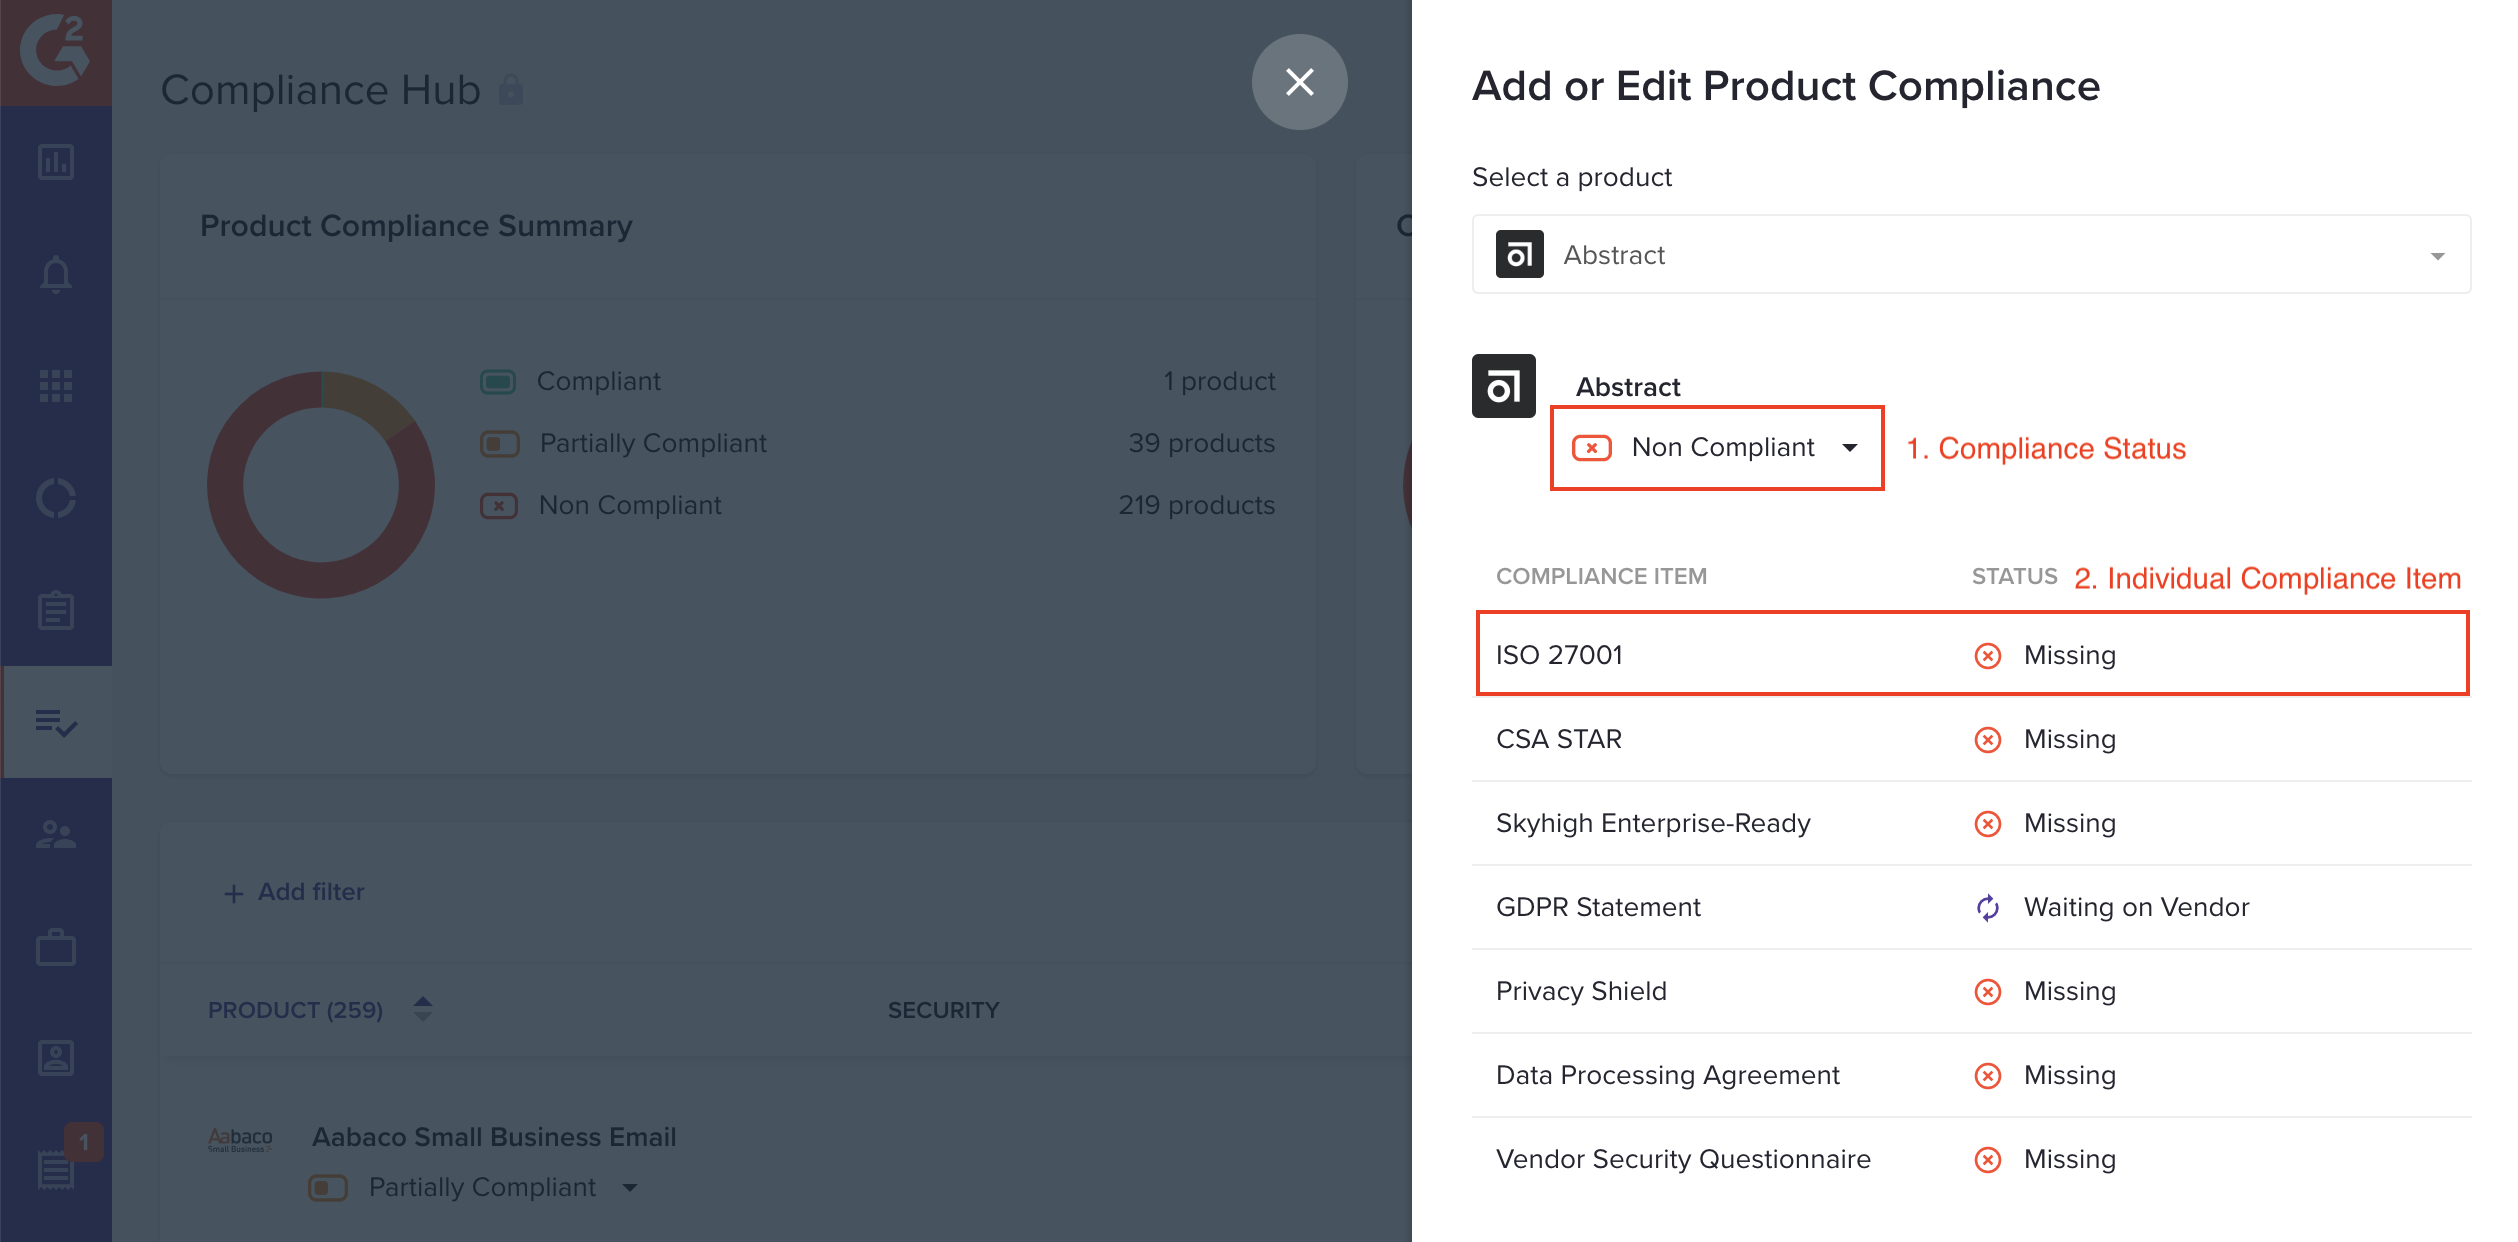 G2
Compliance Hub
Product Compliance Summary
Compliant 1 product
Partially Compliant 39 products
Non Compliant 219 products
Add filter
PRODUCT (259) SECURITY
Aabaco
Small Business
Aabaco Small Business Email
Partially Compliant
1
Add or Edit Product Compliance
Select a product
Abstract
Abstract
Non Compliant 1. Compliance Status
COMPLIANCE ITEM STATUS 2. Individual Compliance Item
ISO 27001 Missing
CSA STAR Missing
Skyhigh Enterprise-Ready Missing
GDPR Statement Waiting on Vendor
Privacy Shield Missing
Data Processing Agreement Missing
Vendor Security Questionnaire Missing